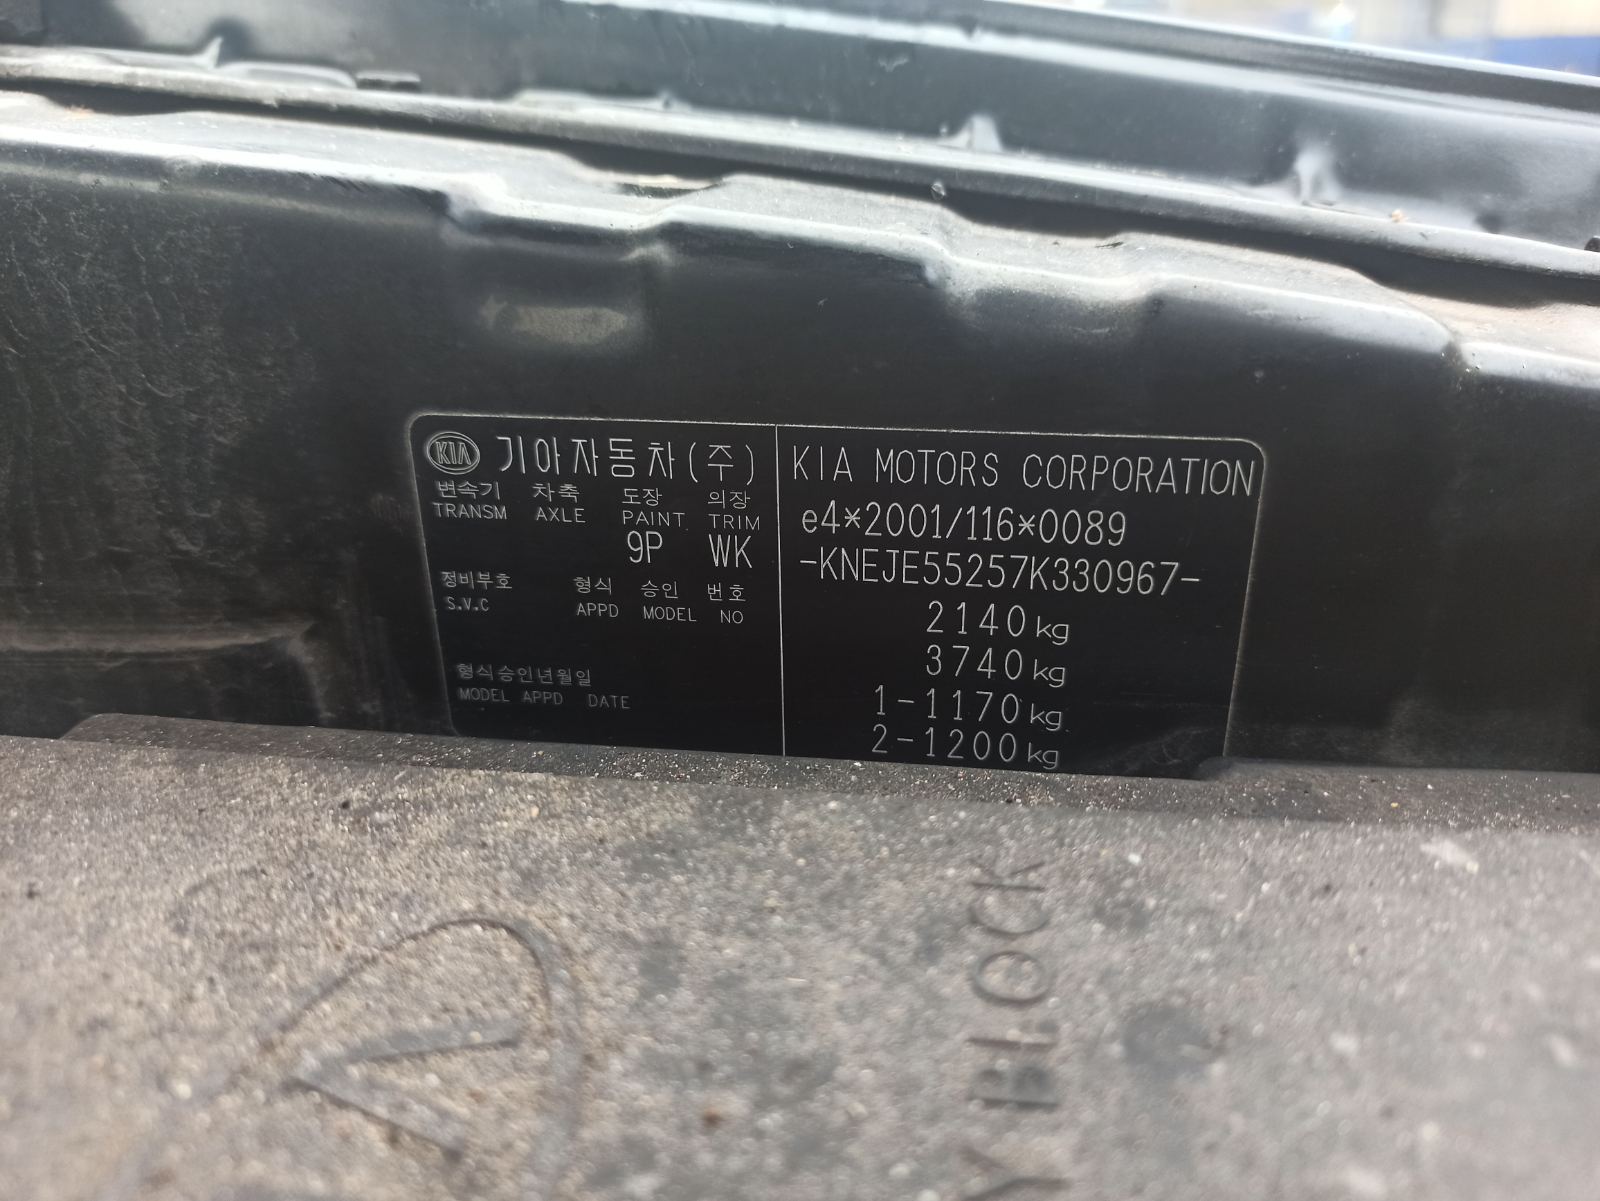 KIA 기아자동차(주)
변속기 차축 도장 의장
TRANSM AXLE PAINT TRIM
9P WK
정비부호 형식 승인 번호
S.V.C APPD MODEL NO
형식승인년월일
MODEL APPD DATE
KIA MOTORS CORPORATION
e4*2001/116*0089
-KNEJE55257K330967-
2140kg
3740kg
1-1170kg
2-1200kg
Y BLOCK